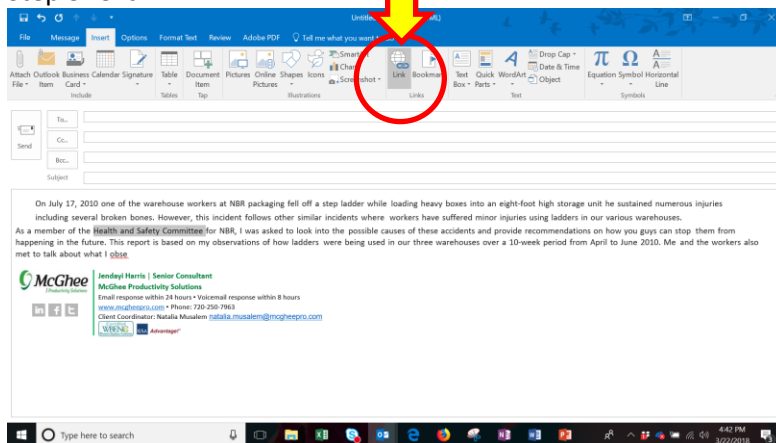 Untitle
File Message Insert Options Format Text Review Adobe PDF Tell me what you want
Attach File Outlook Item Business Card Calendar Signature Table Document Item Pictures Online Pictures Shapes Icons SmartArt Chart Screenshot Link Bookmark Text Box Quick Parts WordArt Drop Cap Date & Time Object Equation Symbol Horizontal Line
Include Tables Tap Illustrations Links Text Symbols
Send
To...
Cc...
Bcc...
Subject
On July 17, 2010 one of the warehouse workers at NBR packaging fell off a step ladder while loading heavy boxes into an eight-foot high storage unit he sustained numerous injuries
including several broken bones. However, this incident follows other similar incidents where workers have suffered minor injuries using ladders in our various warehouses.
As a member of the Health and Safety Committee for NBR, I was asked to look into the possible causes of these accidents and provide recommendations on how you guys can stop them from
happening in the future. This report is based on my observations of how ladders were being used in our three warehouses over a 10-week period from April to June 2010. Me and the workers also
met to talk about what I obse
McGhee
Productivity Solutions
in f
Jendayi Harris | Senior Consultant
McGhee Productivity Solutions
Email response within 24 hours • Voicemail response within 8 hours
www.mcgheepro.com • Phone: 720-250-7963
Client Coordinator: Natalia Musalem natalia.musalem@mcgheepro.com
WBENC Advantage
Type here to search
4:42 PM
3/22/2018